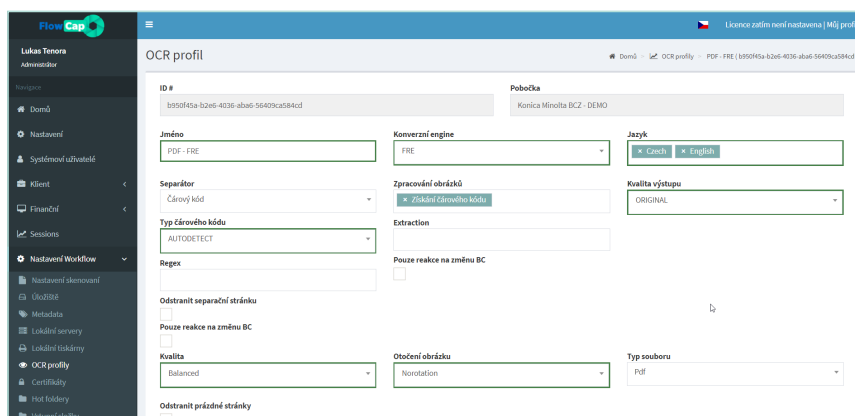 FlowCap
Licence zatím není nastavena | Můj profi
Lukas Tenora
Administrátor
OCR profil
Domů > OCR profily > PDF - FRE ( b950f45a-b2e6-4036-aba6-56409ca584cd
Navigace
Domů
Nastavení
Systémoví uživatelé
Klient
Finanční
Sessions
Nastavení Workflow
Nastavení skenovaní
Úložiště
Metadata
Lokální servery
Lokální tiskárny
OCR profily
Certifikáty
Hot foldery
ID #
b950f45a-b2e6-4036-aba6-56409ca584cd
Pobočka
Konica Minolta BCZ - DEMO
Jméno
PDF - FRE
Konverzní engine
FRE
Jazyk
× Czech × English
Separátor
Čárový kód
Zpracování obrázků
× Získání čárového kódu
Kvalita výstupu
ORIGINAL
Typ čárového kódu
AUTODETECT
Extraction
Regex
Pouze reakce na změnu BC
Odstranit separační stránku
Pouze reakce na změnu BC
Kvalita
Balanced
Otočení obrázku
Norotation
Typ souboru
Pdf
Odstranit prázdné stránky